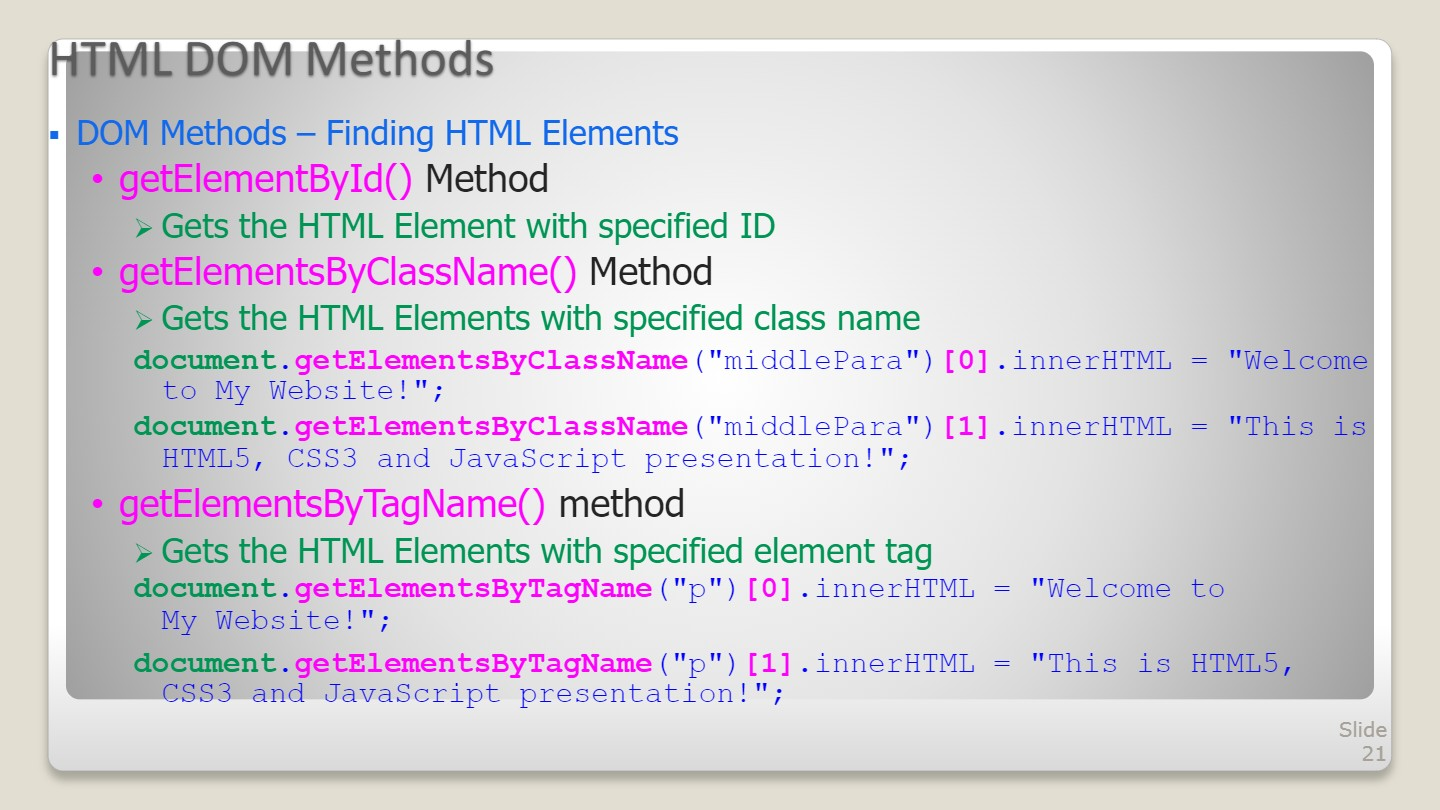 HTML DOM Methods
▪ DOM Methods – Finding HTML Elements
• getElementById() Method
➢ Gets the HTML Element with specified ID
• getElementsByClassName() Method
➢ Gets the HTML Elements with specified class name
document.getElementsByClassName("middlePara")[0].innerHTML = "Welcome
to My Website!";
document.getElementsByClassName("middlePara")[1].innerHTML = "This is
HTML5, CSS3 and JavaScript presentation!";
• getElementsByTagName() method
➢ Gets the HTML Elements with specified element tag
document.getElementsByTagName("p")[0].innerHTML = "Welcome to
My Website!";
document.getElementsByTagName("p")[1].innerHTML = "This is HTML5,
CSS3 and JavaScript presentation!";
Slide
21